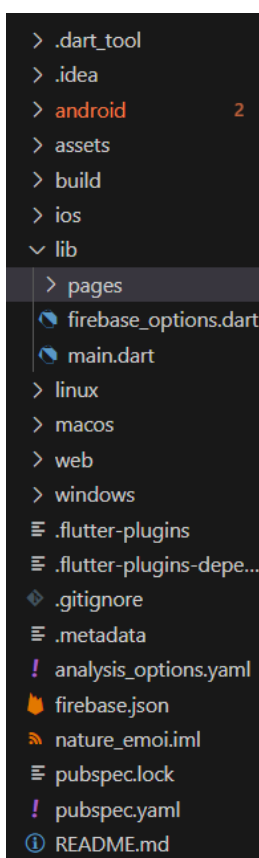 .dart_tool
.idea
android 2
assets
build
ios
lib
pages
firebase_options.dart
main.dart
linux
macos
web
windows
.flutter-plugins
.flutter-plugins-depe...
.gitignore
.metadata
analysis_options.yaml
firebase.json
nature_emoi.iml
pubspec.lock
pubspec.yaml
README.md